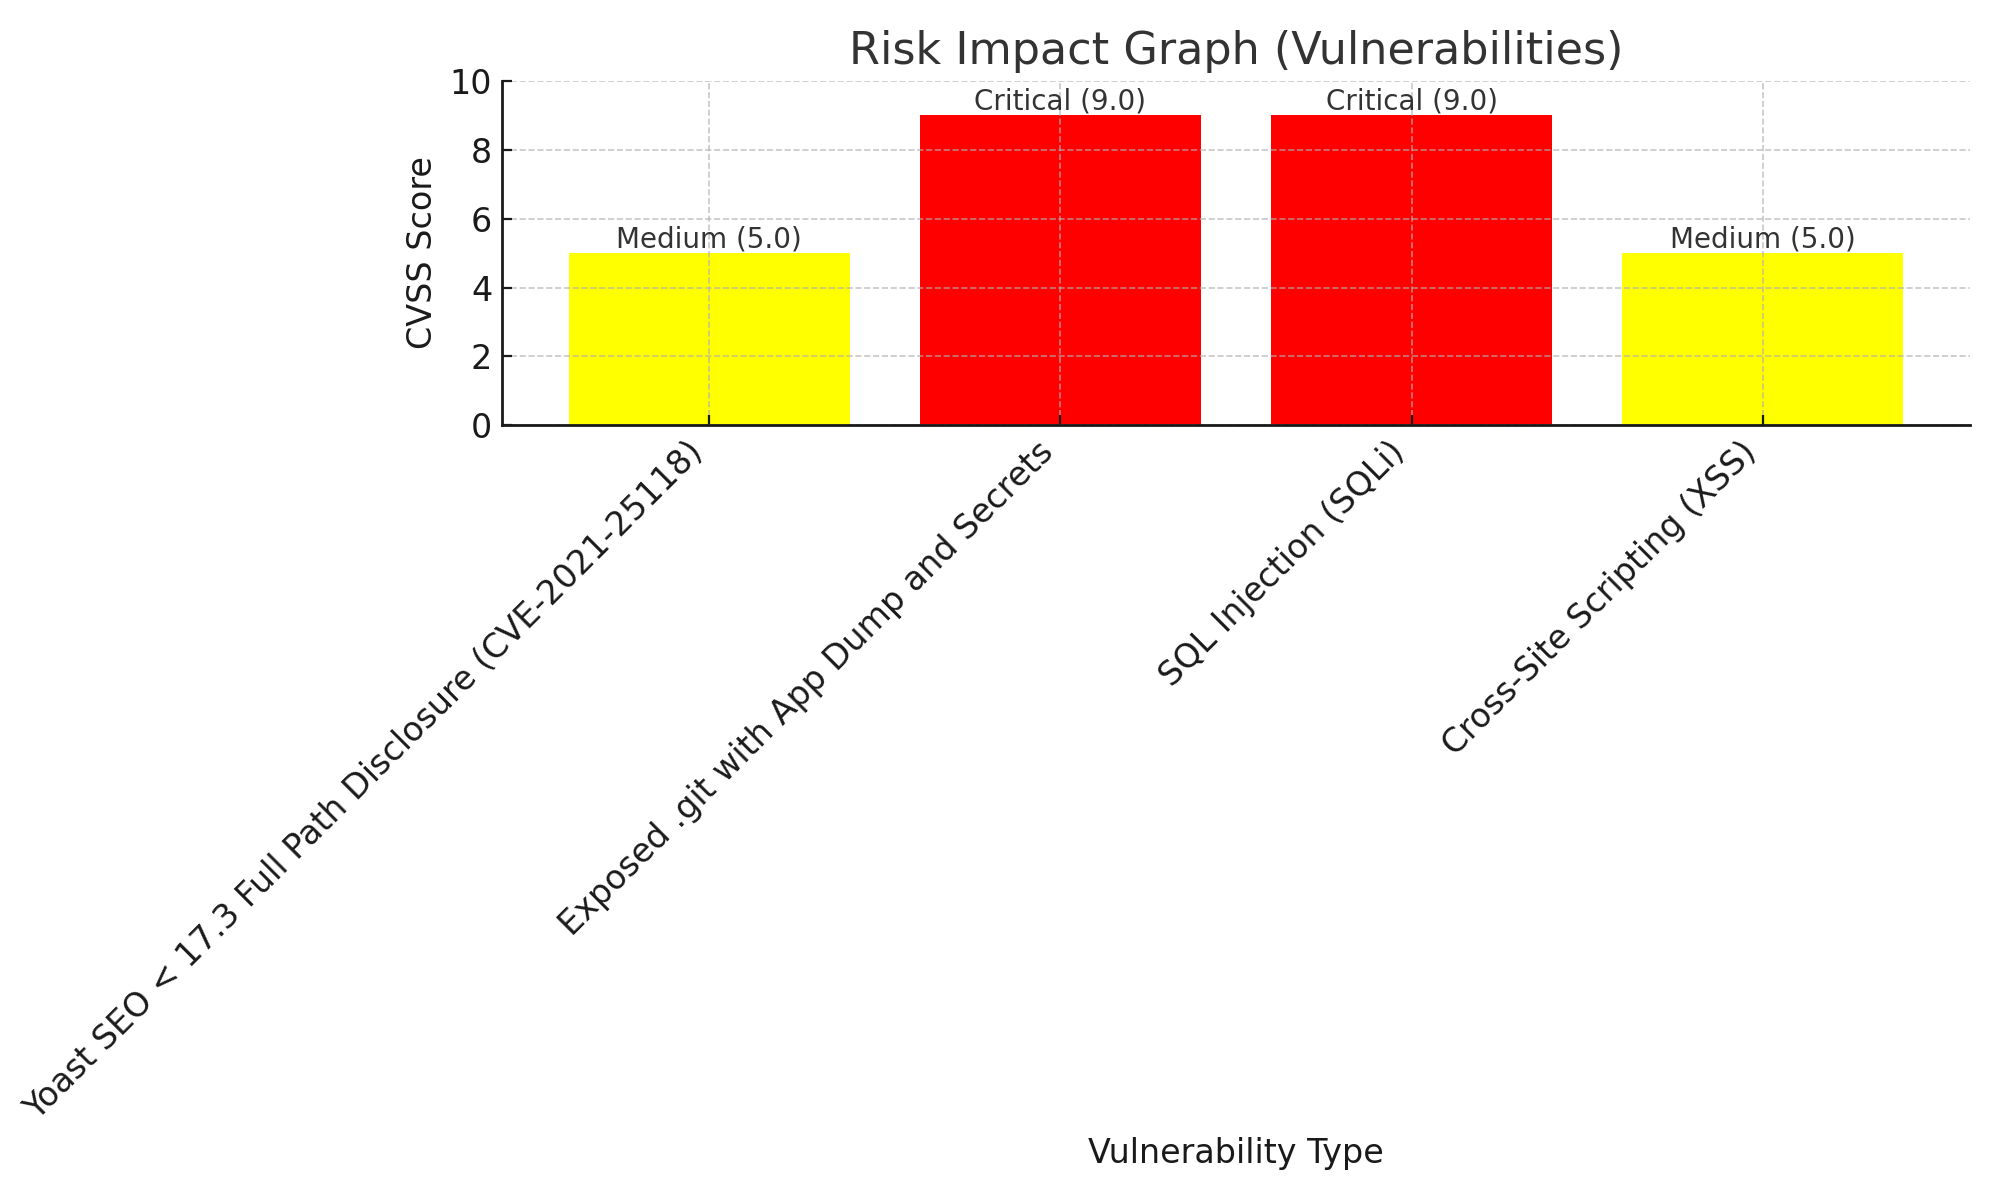 Risk Impact Graph (Vulnerabilities)
10
8
6
4
2
0
CVSS Score
Medium (5.0)
Critical (9.0)
Critical (9.0)
Medium (5.0)
Yoast SEO < 17.3 Full Path Disclosure (CVE-2021-25118)
Exposed .git with App Dump and Secrets
SQL Injection (SQLi)
Cross-Site Scripting (XSS)
Vulnerability Type